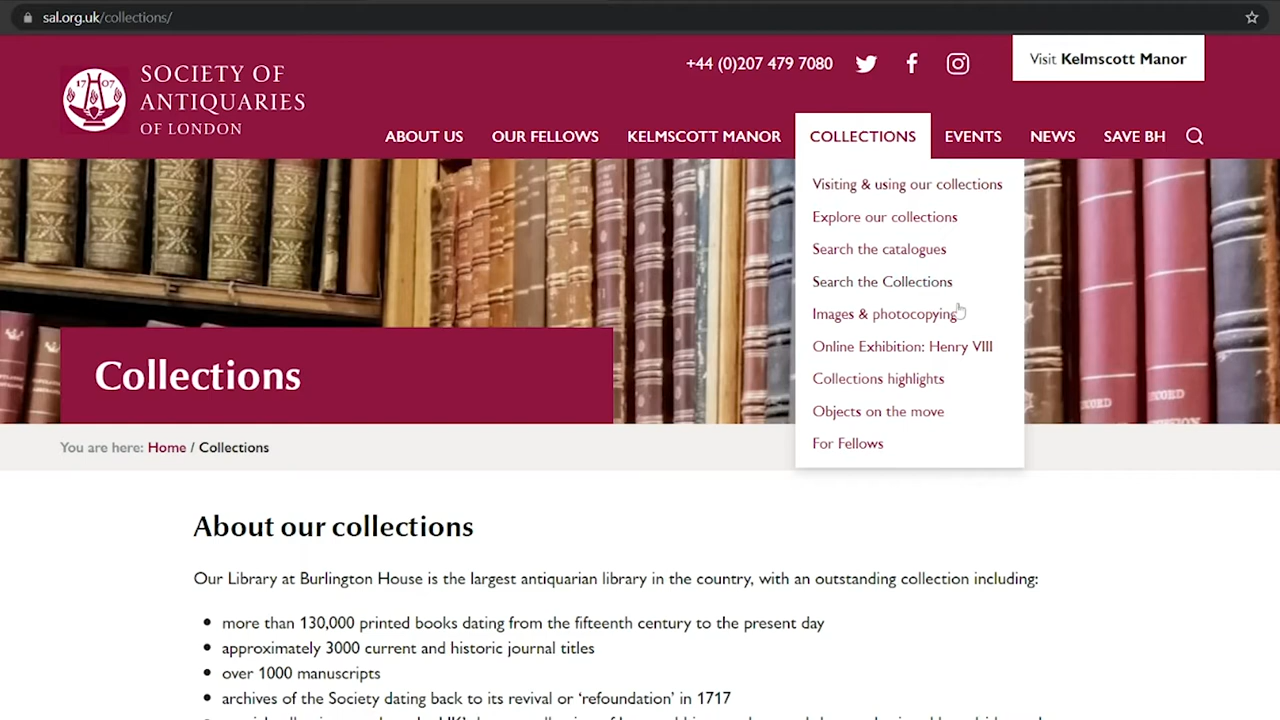 sal.org.uk/collections/
+44 (0)207 479 7080
Visit Kelmscott Manor
17 07
SOCIETY OF
ANTIQUARIES
OF LONDON
ABOUT US
OUR FELLOWS
KELMSCOTT MANOR
COLLECTIONS
EVENTS
NEWS
SAVE BH
Visiting & using our collections
Explore our collections
Search the catalogues
Search the Collections
Images & photocopying
Online Exhibition: Henry VIII
Collections highlights
Objects on the move
For Fellows
Collections
You are here: Home / Collections
About our collections
Our Library at Burlington House is the largest antiquarian library in the country, with an outstanding collection including:
• more than 130,000 printed books dating from the fifteenth century to the present day
• approximately 3000 current and historic journal titles
• over 1000 manuscripts
• archives of the Society dating back to its revival or ‘refoundation’ in 1717